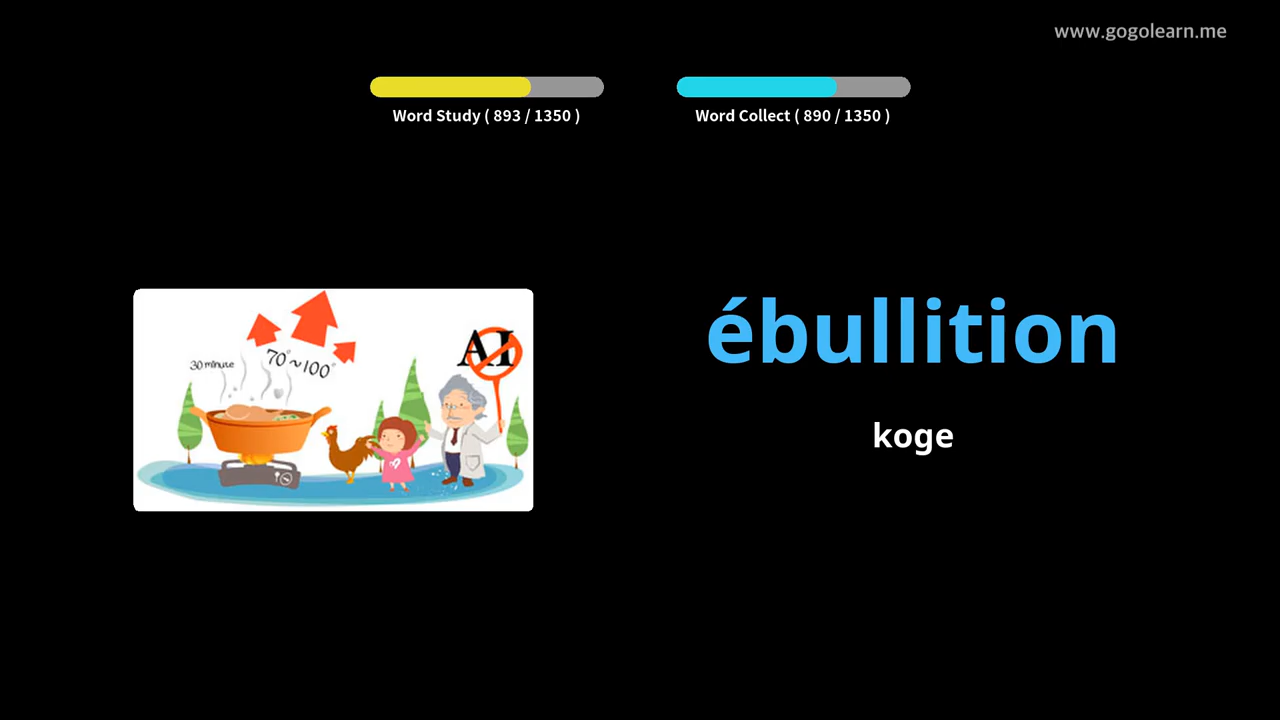 www.gogolearn.me
Word Study ( 893 / 1350 )
Word Collect ( 890 / 1350 )
30 minute
70°~100°
AI
ébullition
koge